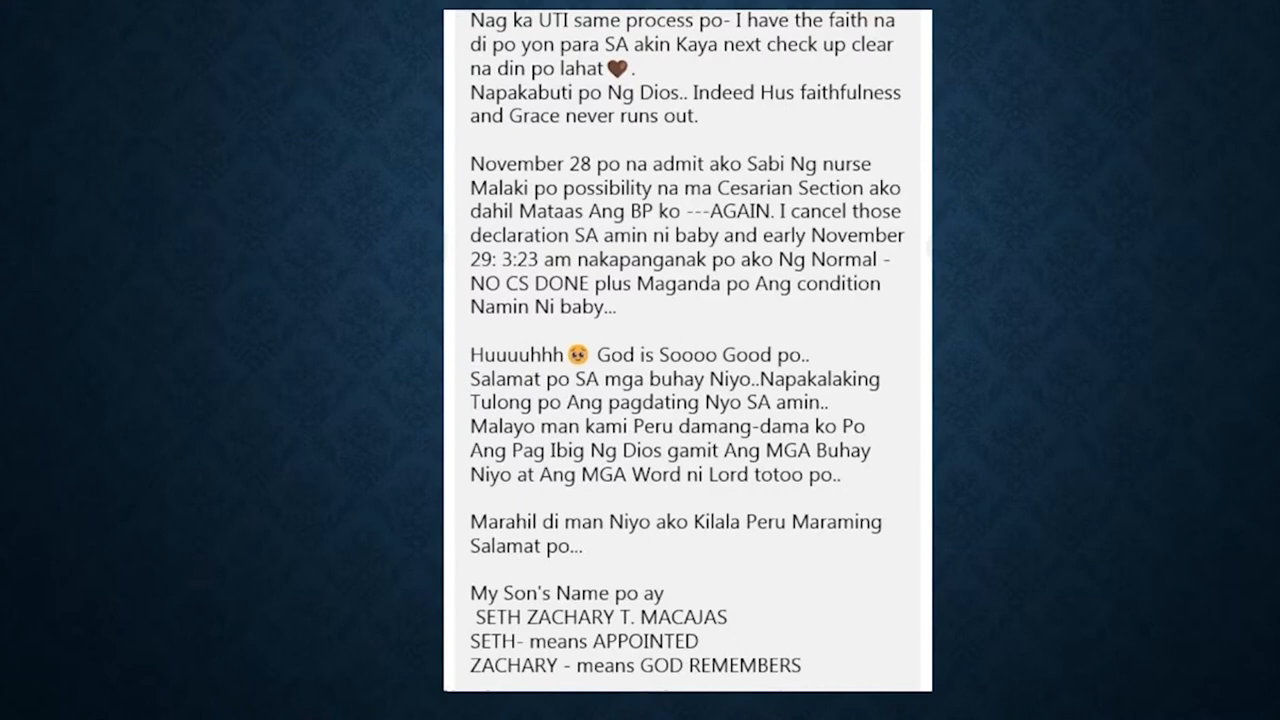 Nag ka UTI same process po- I have the faith na
di po yon para SA akin Kaya next check up clear
na din po lahat🖤.
Napakabuti po Ng Dios.. Indeed Hus faithfulness
and Grace never runs out.
November 28 po na admit ako Sabi Ng nurse
Malaki po possibility na ma Cesarian Section ako
dahil Mataas Ang BP ko ---AGAIN. I cancel those
declaration SA amin ni baby and early November
29: 3:23 am nakapanganak po ako Ng Normal -
NO CS DONE plus Maganda po Ang condition
Namin Ni baby...
Huuuuhhh🥺 God is Soooo Good po..
Salamat po SA mga buhay Niyo..Napakalaking
Tulong po Ang pagdating Nyo SA amin..
Malayo man kami Peru damang-dama ko Po
Ang Pag Ibig Ng Dios gamit Ang MGA Buhay
Niyo at Ang MGA Word ni Lord totoo po..
Marahil di man Niyo ako Kilala Peru Maraming
Salamat po...
My Son's Name po ay
SETH ZACHARY T. MACAJAS
SETH- means APPOINTED
ZACHARY - means GOD REMEMBERS